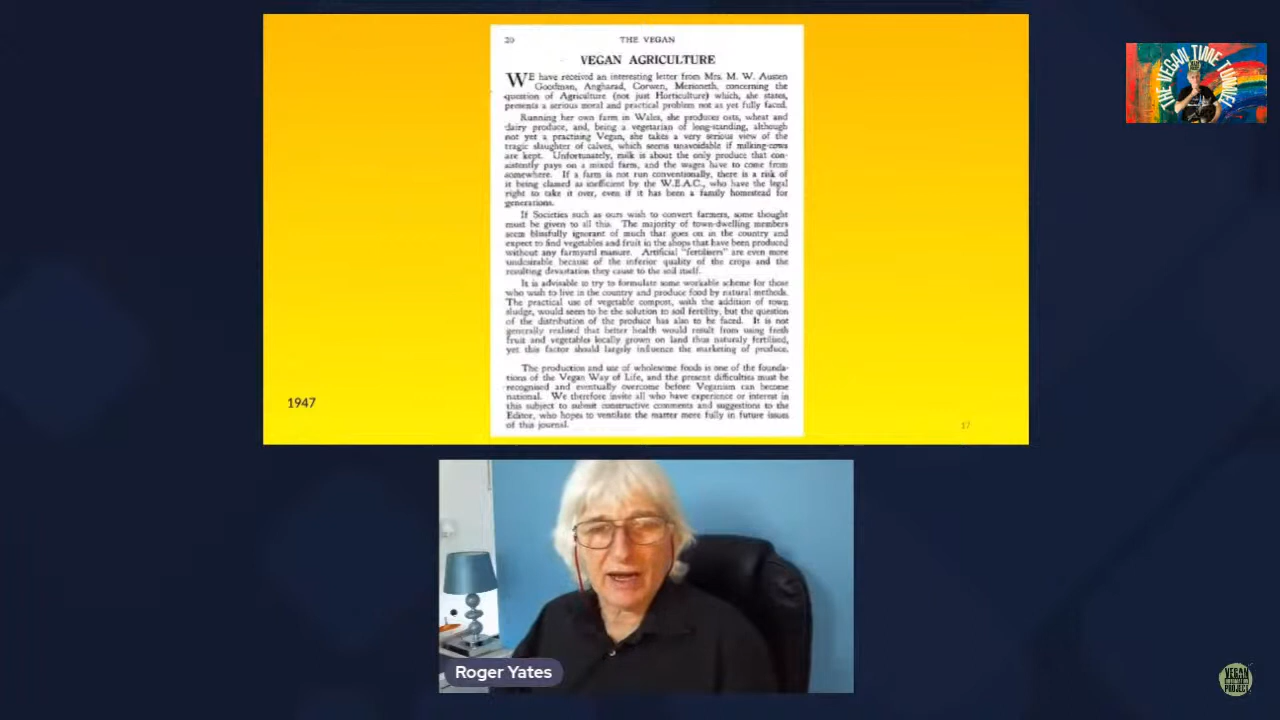 20 THE VEGAN
VEGAN AGRICULTURE
WE have received an interesting letter from Mrs. M. W. Austen
Goodman, Angharad, Corwen, Merioneth, concerning the
question of Agriculture (not just Horticulture) which, she states,
presents a serious moral and practical problem not as yet fully faced.
Running her own farm in Wales, she produces oats, wheat and
dairy produce, and, being a vegetarian of long-standing, although
not yet a practising Vegan, she takes a very serious view of the
tragic slaughter of calves, which seems unavoidable if milking-cows
are kept. Unfortunately, milk is about the only produce that con-
sistently pays on a mixed farm, and the wages have to come from
somewhere. If a farm is not run conventionally, there is a risk of
it being classed as inefficient by the W.E.A.C., who have the legal
right to take it over, even if it has been a family homestead for
generations.
If Societies such as ours wish to convert farmers, some thought
must be given to all this. The majority of town-dwelling members
seem blissfully ignorant of much that goes on in the country and
expect to find vegetables and fruit in the shops that have been produced
without any farmyard manure. Artificial "fertilisers" are even more
undesirable because of the inferior quality of the crops and the
resulting devastation they cause to the soil itself.
It is advisable to try to formulate some workable scheme for those
who wish to live in the country and produce food by natural methods.
The practical use of vegetable compost, with the addition of town
sludge, would seem to be the solution to soil fertility, but the question
of the distribution of the produce has also to be faced. It is not
generally realised that better health would result from using fresh
fruit and vegetables locally grown on land thus naturaly fertilised,
yet this factor should largely influence the marketing of produce.
The production and use of wholesome foods is one of the founda-
tions of the Vegan Way of Life, and the present difficulties must be
recognised and eventually overcome before Veganism can become
national. We therefore invite all who have experience or interest in
this subject to submit constructive comments and suggestions to the
Editor, who hopes to ventilate the matter more fully in future issues
of this journal.
1947
17
THE VEGAN TIME TUNNEL
Roger Yates
VEGAN
PROJECT